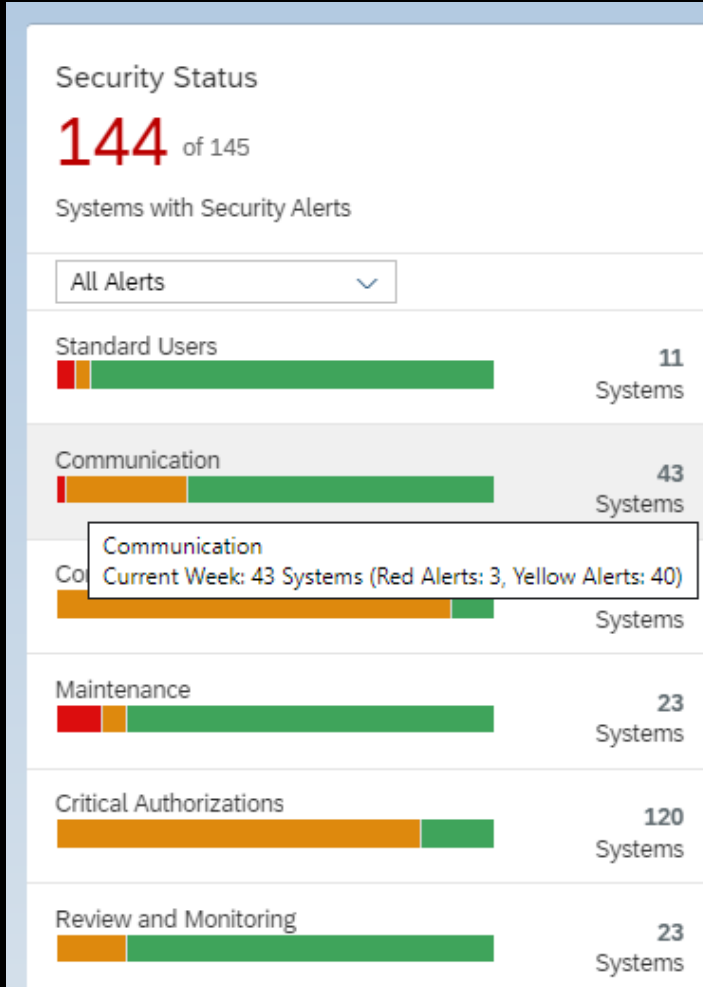 Security Status
144 of 145
Systems with Security Alerts
All Alerts
Standard Users
11
Systems
Communication
43
Systems
Communication
Current Week: 43 Systems (Red Alerts: 3, Yellow Alerts: 40)
Systems
Maintenance
23
Systems
Critical Authorizations
120
Systems
Review and Monitoring
23
Systems